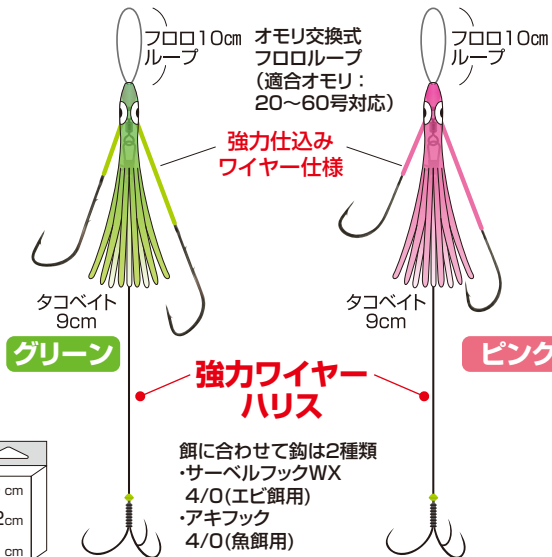 フロロ10㎝
ループ
オモリ交換式
フロロループ
(適合オモリ:
20〜60号対応)
フロロ10㎝
ループ
強力仕込み
ワイヤー仕様
タコベイト
9cm
タコベイト
9cm
グリーン
ピンク
強力ワイヤー
ハリス
餌に合わせて鈎は2種類
・サーベルフックWX
4/0(エビ餌用)
・アキフック
4/0(魚餌用)
cm
cm
cm